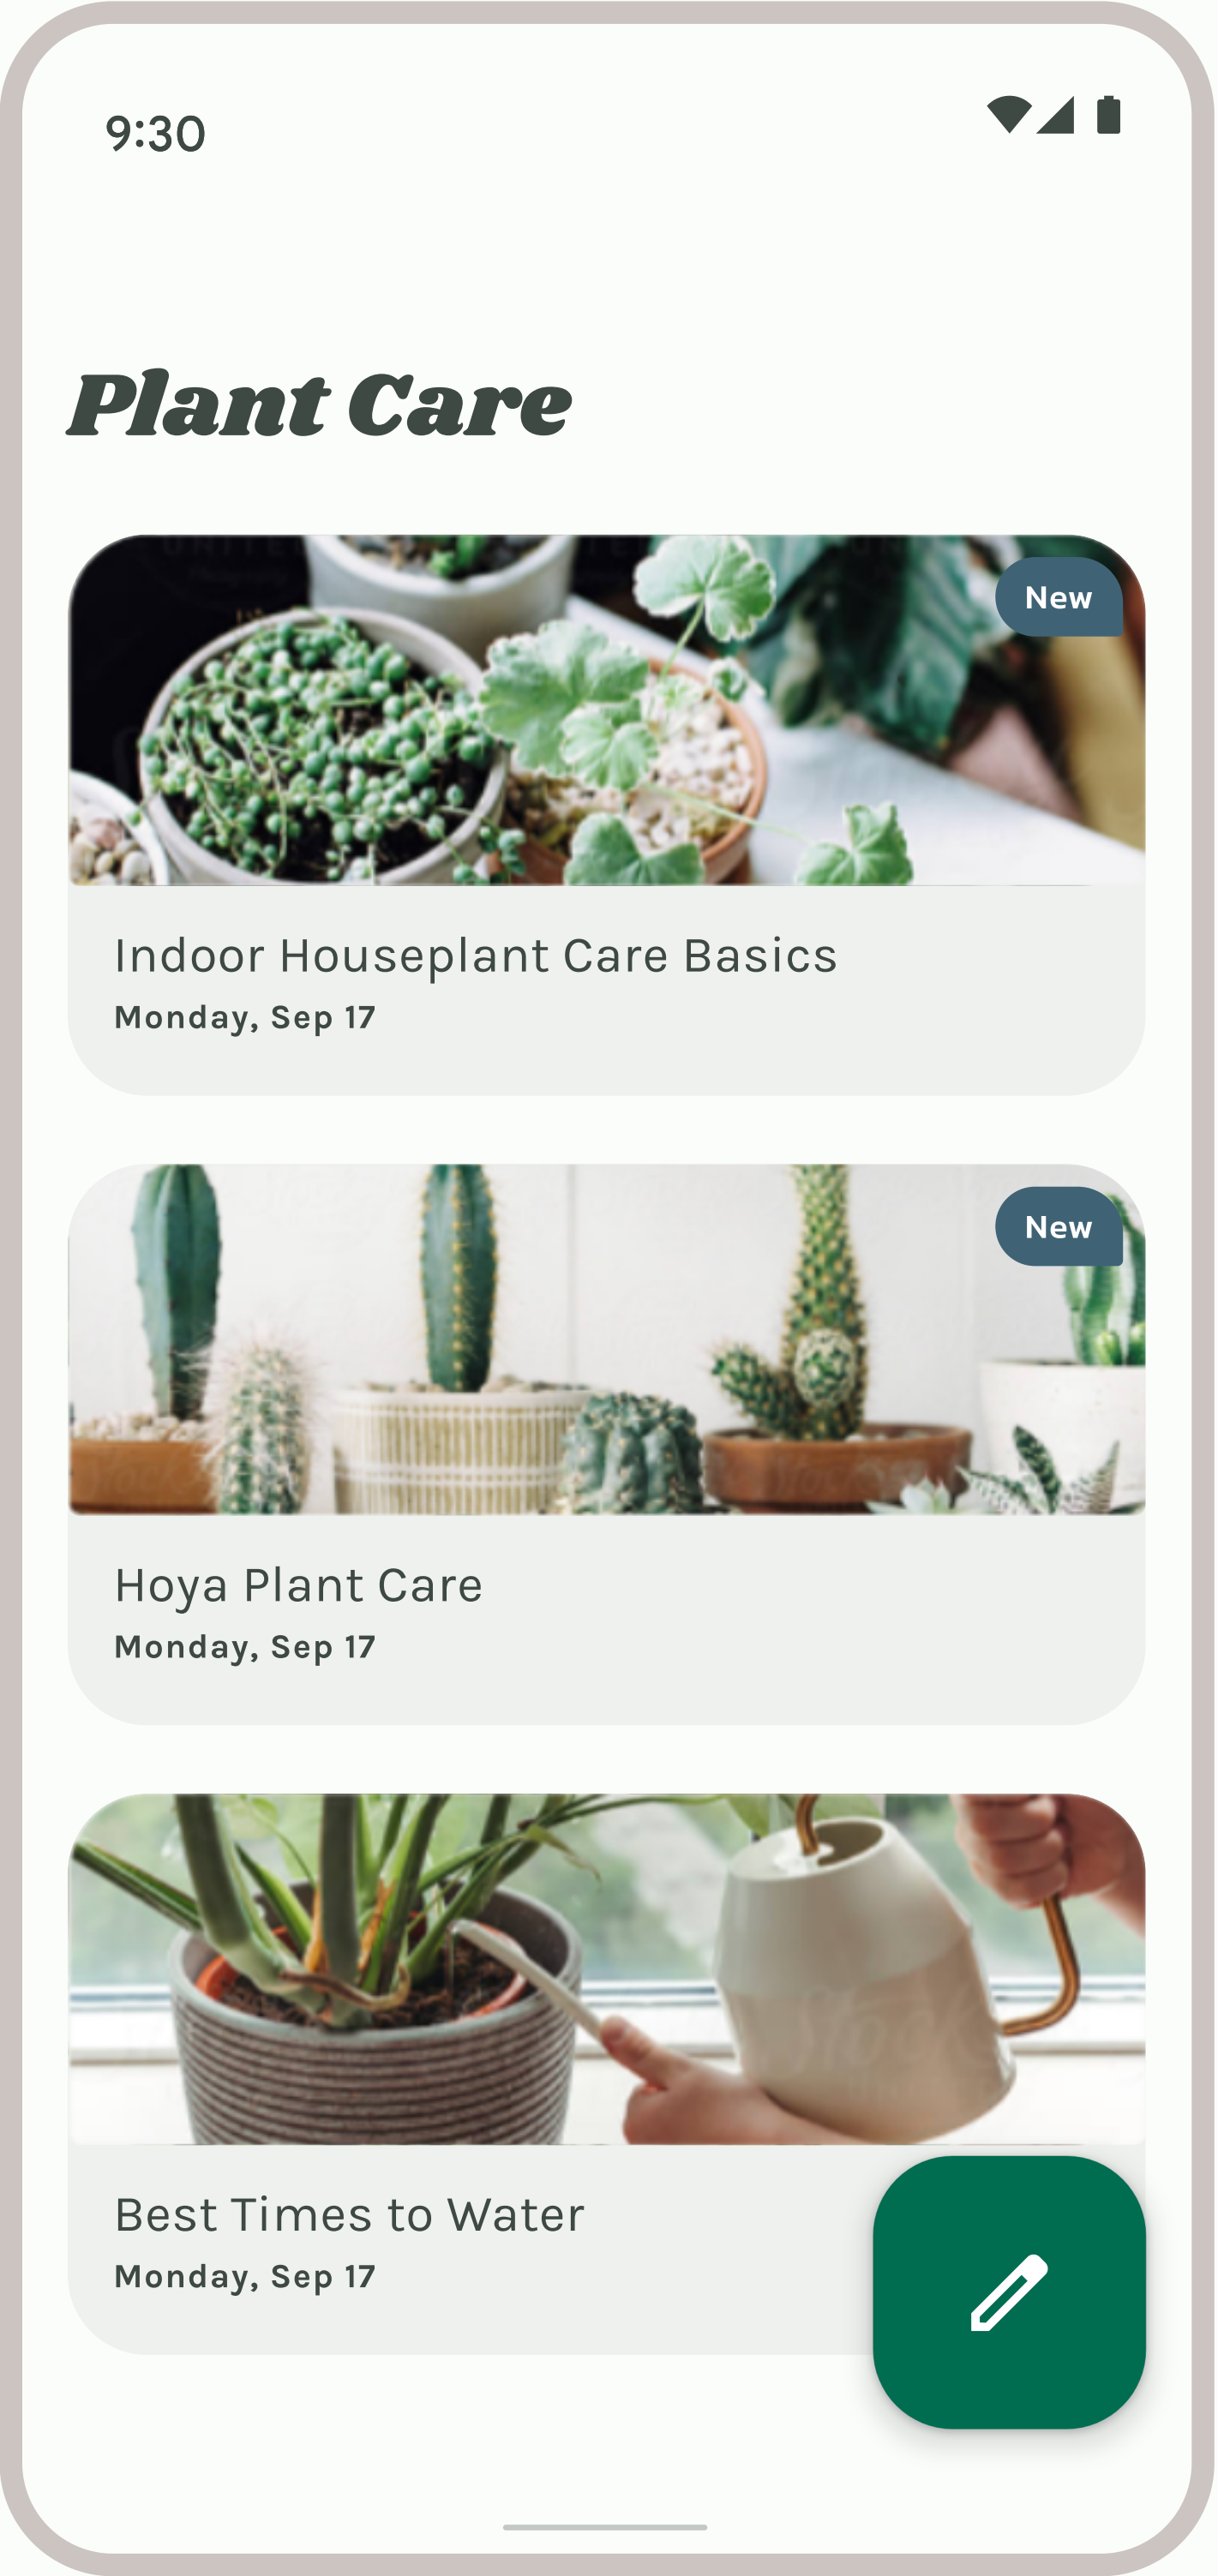 9:30
Plant Care
New
Indoor Houseplant Care Basics
Monday, Sep 17
New
Hoya Plant Care
Monday, Sep 17
Best Times to Water
Monday, Sep 17